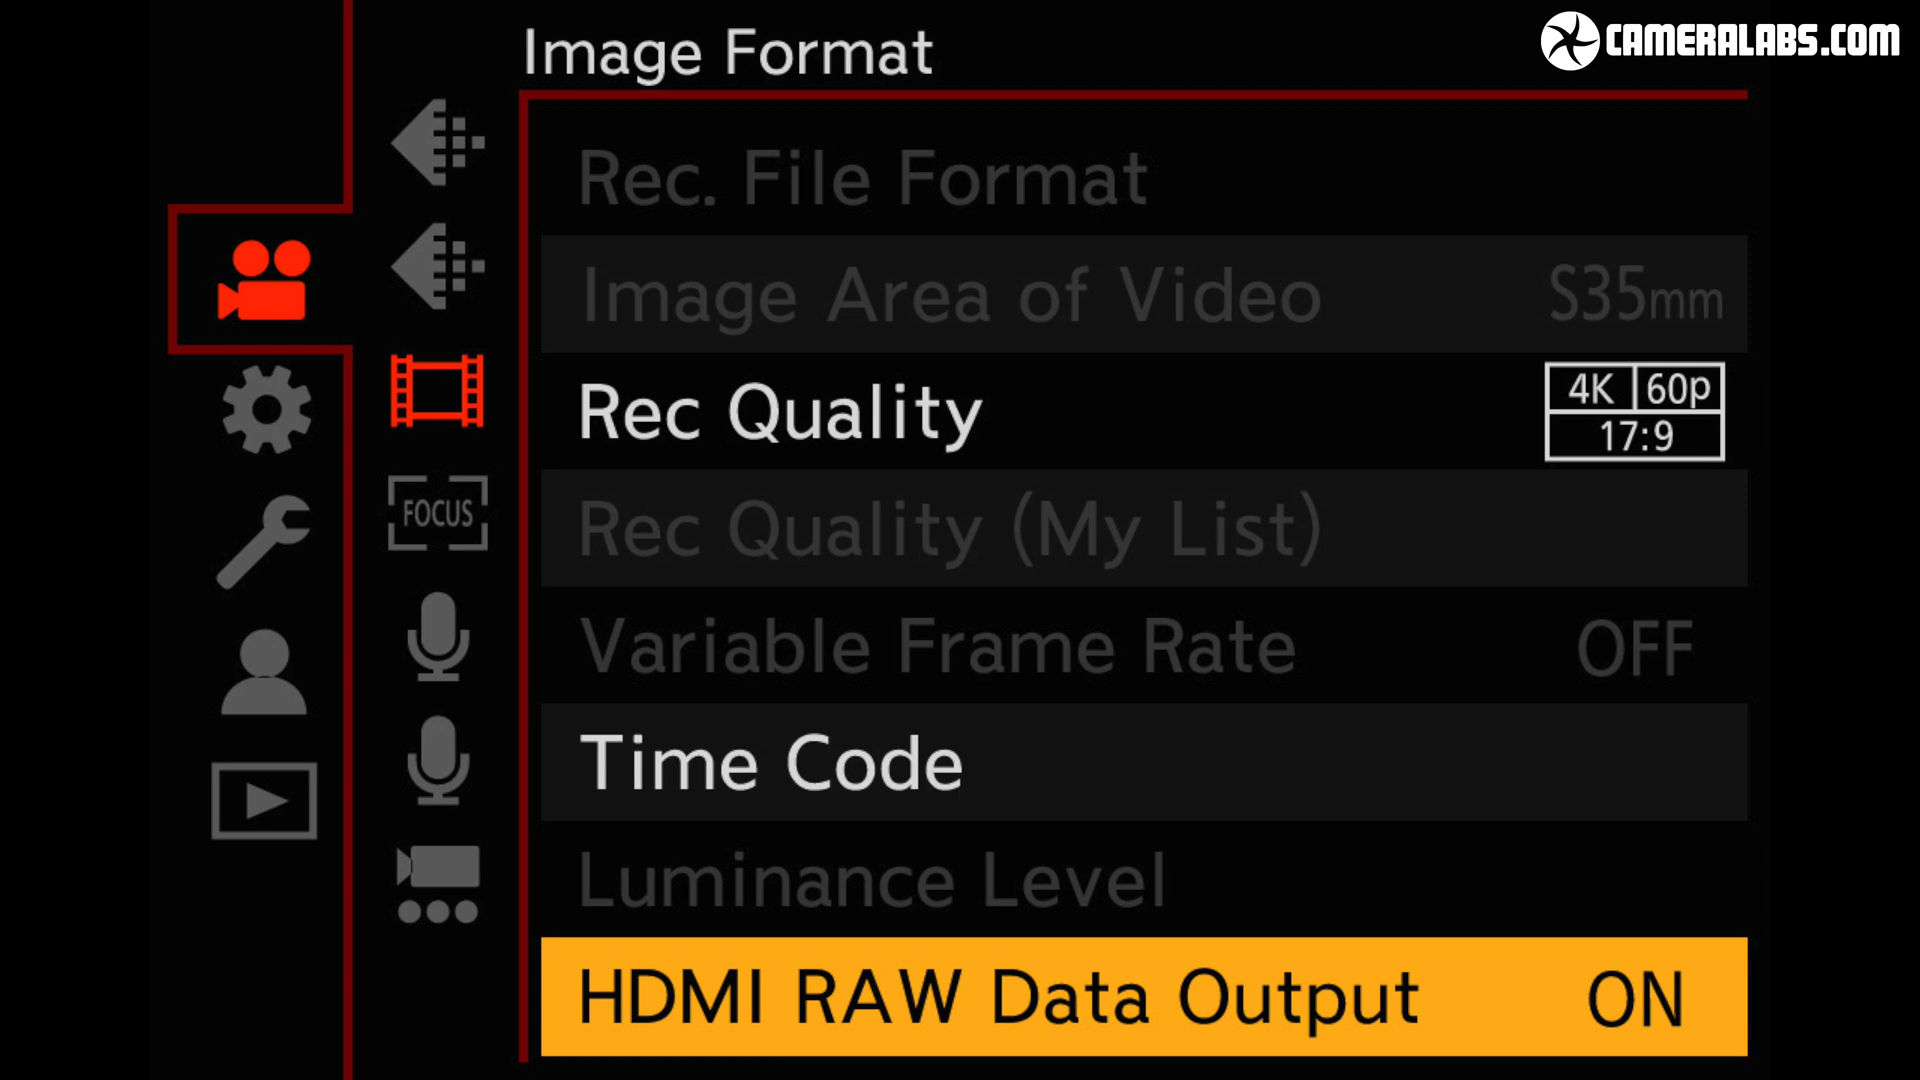 Image Format
CAMERALABS.COM
Rec. File Format
Image Area of Video S35mm
Rec Quality 4K 60p
17:9
Rec Quality (My List)
FOCUS
Variable Frame Rate OFF
Time Code
Luminance Level
HDMI RAW Data Output ON